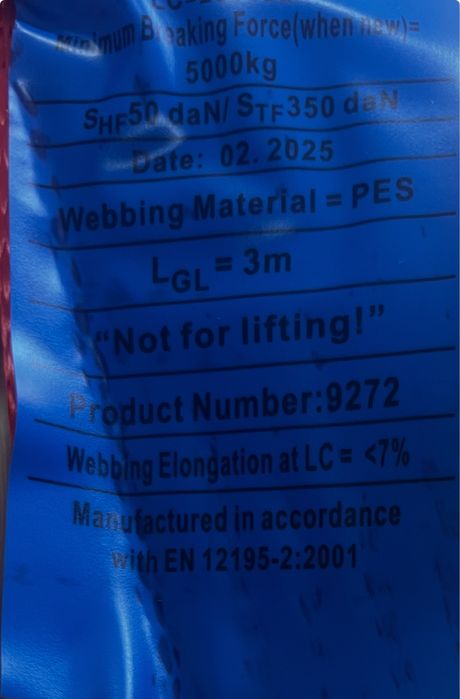 Minimum Breaking Force(when new)=
5000kg
SHF50 daN/ STF350 daN
Date: 02.2025
Webbing Material = PES
LGL = 3m
“Not for lifting!”
Product Number:9272
Webbing Elongation at LC = <7%
Manufactured in accordance
with EN 12195-2:2001